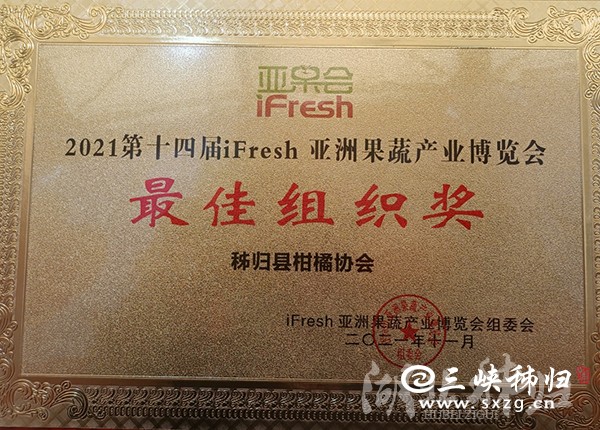 亚果会
iFresh
2021第十四届iFresh 亚洲果蔬产业博览会
最佳组织奖
秭归县柑橘协会
iFresh 亚洲果蔬产业博览会组委会
二〇二一年十一月
组委会
三峡秭归
www.sxzg.cn